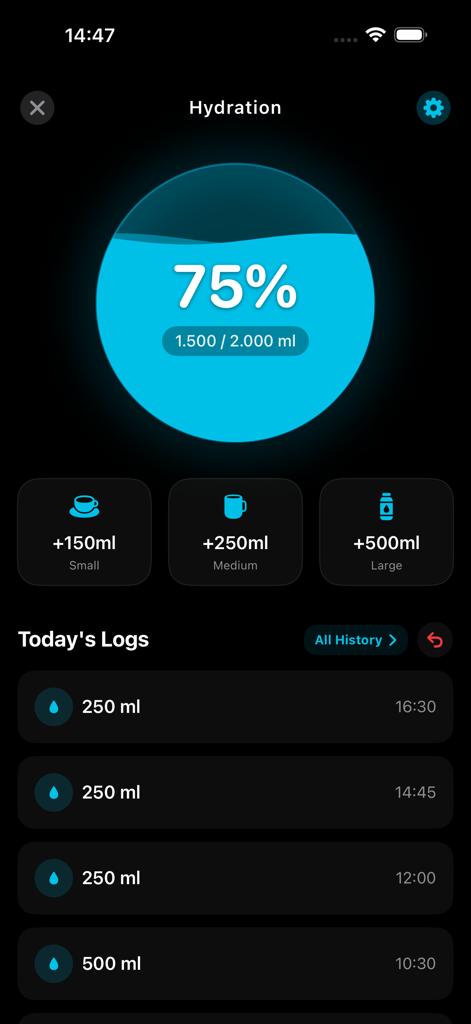 14:47
Hydration
75%
1.500 / 2.000 ml
+150ml
Small
+250ml
Medium
+500ml
Large
Today's Logs
All History
250 ml
16:30
250 ml
14:45
250 ml
12:00
500 ml
10:30